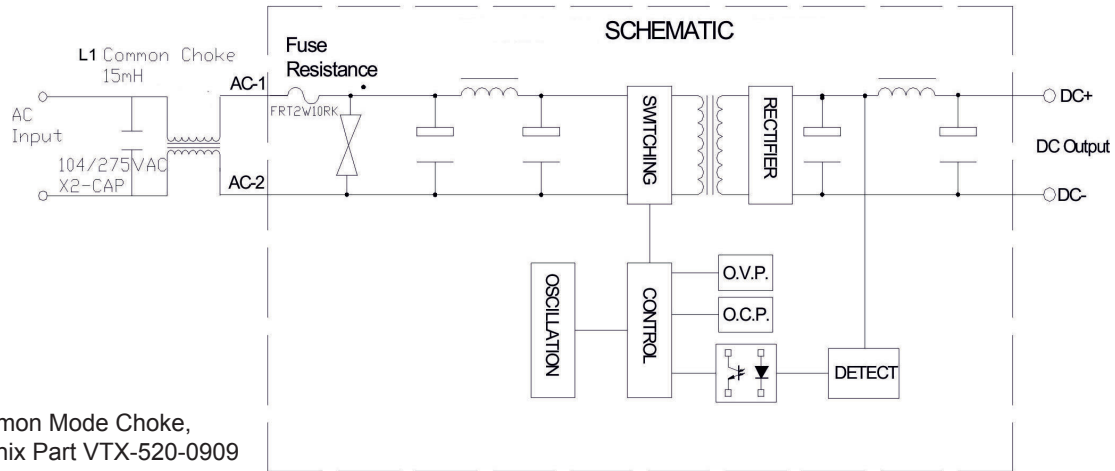 SCHEMATIC
L1 Common Choke
15mH
Fuse
Resistance
AC-1
FRT2W10RK
AC
Input
104/275VAC
X2-CAP
AC-2
SWITCHING
RECTIFIER
DC+
DC Output
DC-
OSCILLATION
CONTROL
O.V.P.
O.C.P.
DETECT
mon Mode Choke,
nix Part VTX-520-0909